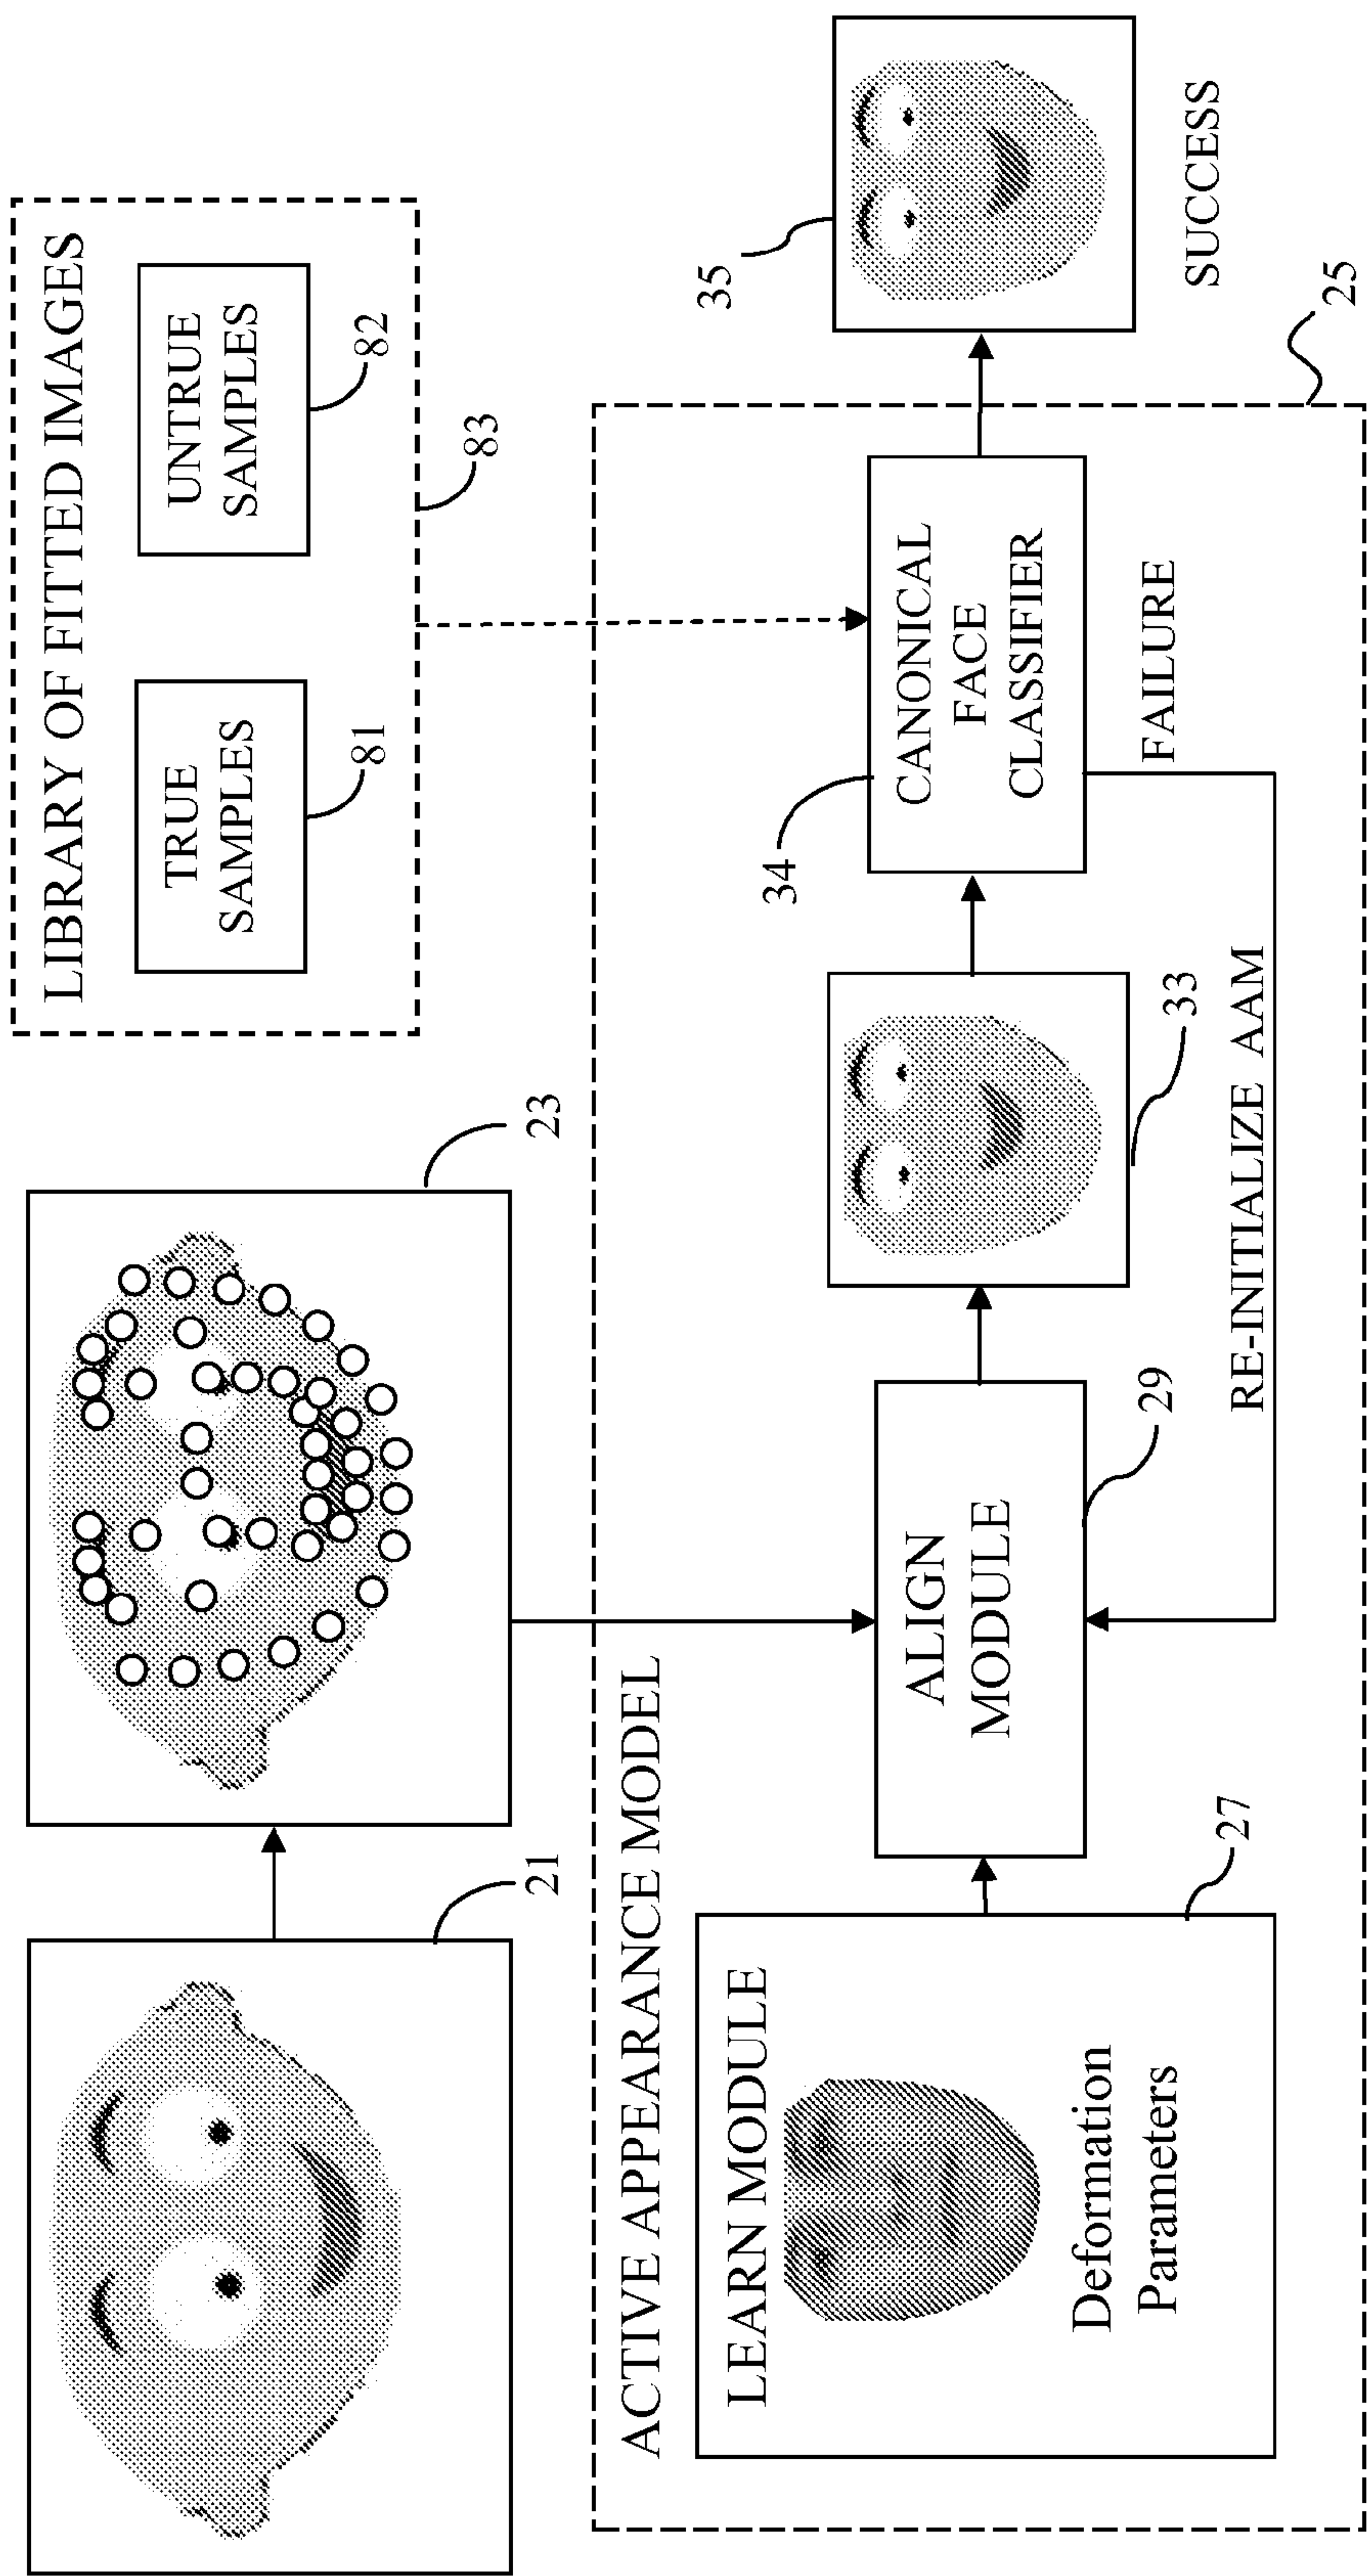 LIBRARY OF FITTED IMAGES
TRUE
SAMPLES
81
UNTRUE
SAMPLES
82
83
21
23
ACTIVE APPEARANCE MODEL
LEARN MODULE
Deformation
Parameters
27
ALIGN
MODULE
29
33
34
CANONICAL
FACE
CLASSIFIER
FAILURE
RE-INITIALIZE AAM
35
SUCCESS
25